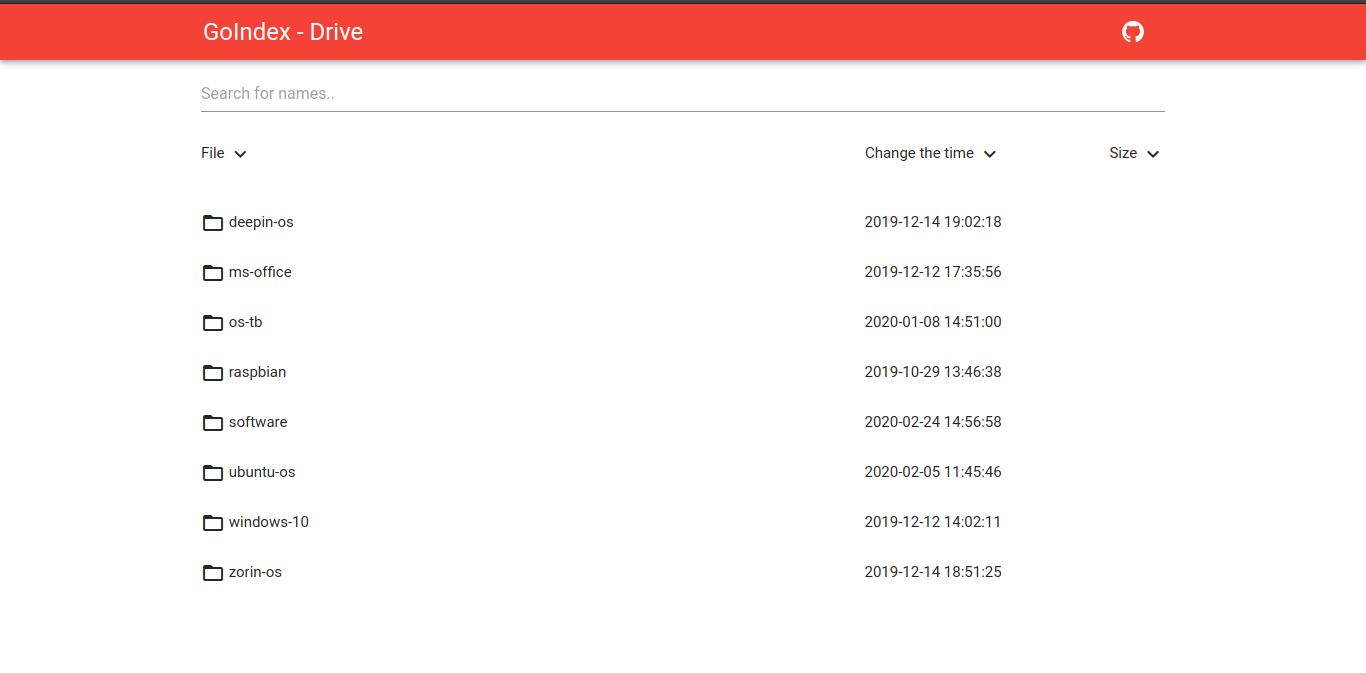 GoIndex - Drive
Search for names..
File Change the time Size
deepin-os 2019-12-14 19:02:18
ms-office 2019-12-12 17:35:56
os-tb 2020-01-08 14:51:00
raspbian 2019-10-29 13:46:38
software 2020-02-24 14:56:58
ubuntu-os 2020-02-05 11:45:46
windows-10 2019-12-12 14:02:11
zorin-os 2019-12-14 18:51:25